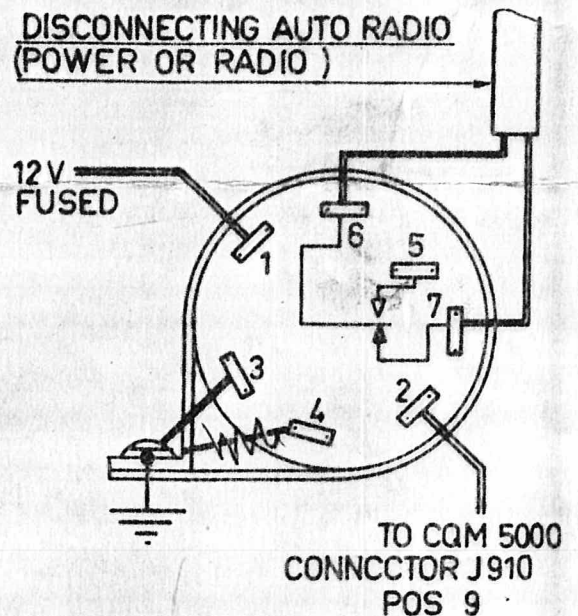 DISCONNECTING AUTO RADIO
(POWER OR RADIO )
12 V
FUSED
6
1
5
7
3
2
4
TO CQM 5000
CONNCCTOR J910
POS 9